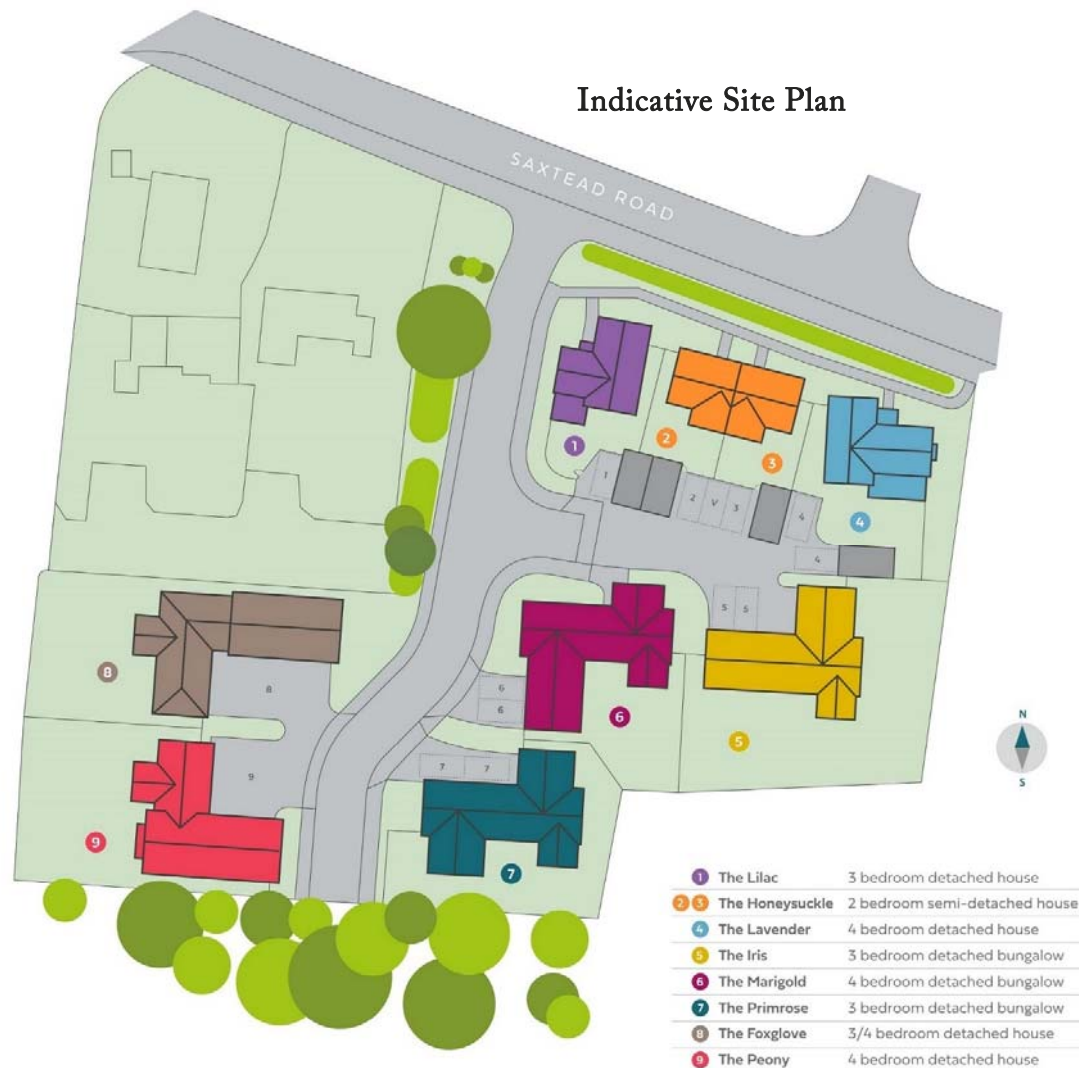 Indicative Site Plan
SAXTEAD ROAD
1
2
3
1
2 V 3
4
4
4
5 5
8
8
6
6
6
5
9
7 7
9
7
N
S
1 The Lilac 3 bedroom detached house
2 3 The Honeysuckle 2 bedroom semi-detached house
4 The Lavender 4 bedroom detached house
5 The Iris 3 bedroom detached bungalow
6 The Marigold 4 bedroom detached bungalow
7 The Primrose 3 bedroom detached bungalow
8 The Foxglove 3/4 bedroom detached house
9 The Peony 4 bedroom detached house